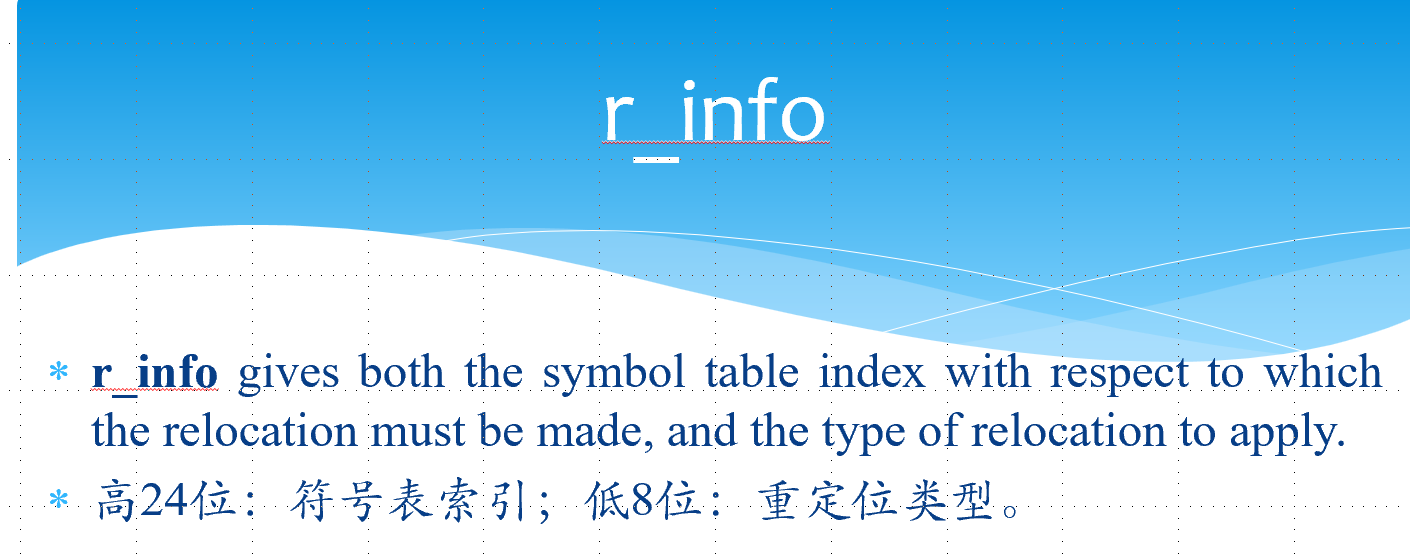 r_info
* r_info gives both the symbol table index with respect to which
the relocation must be made, and the type of relocation to apply.
* 高24位：符号表索引；低8位：重定位类型。